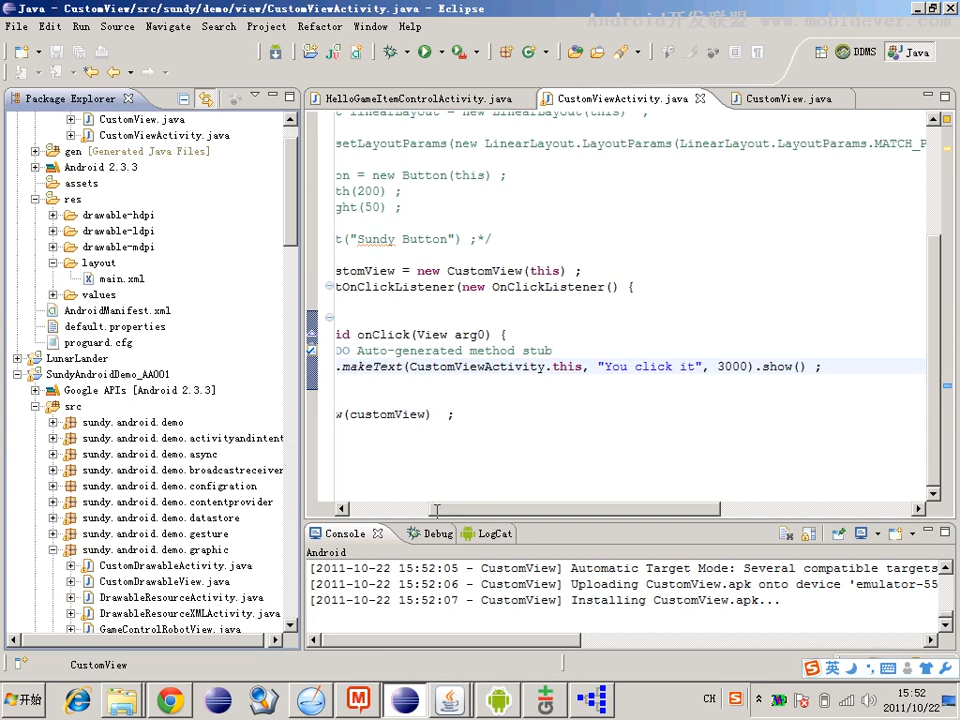 Java - CustomView/src/sundy/demo/view/CustomViewActivity.java - Eclipse
Android开发联盟 www.mobidever.com
File Edit Run Source Navigate Search Project Refactor Window Help
DDMS Java
Package Explorer
HelloGameItemControlActivity.java CustomViewActivity.java CustomView.java
CustomView.java
CustomViewActivity.java
gen [Generated Java Files]
Android 2.3.3
assets
res
drawable-hdpi
drawable-ldpi
drawable-mdpi
layout
main.xml
values
AndroidManifest.xml
default.properties
proguard.cfg
LunarLander
SundyAndroidDemo_AA001
Google APIs [Android 2.3.3]
src
sundy.android.demo
sundy.android.demo.activityandintent
sundy.android.demo.async
sundy.android.demo.broadcastreceiver
sundy.android.demo.configration
sundy.android.demo.contentprovider
sundy.android.demo.datastore
sundy.android.demo.gesture
sundy.android.demo.graphic
CustomDrawableActivity.java
CustomDrawableView.java
DrawableResourceActivity.java
DrawableResourceXMLActivity.java
GameControlRobotView.java
t linearLayout = new LinearLayout(this) ;
setLayoutParams(new LinearLayout.LayoutParams(LinearLayout.LayoutParams.MATCH_P
on = new Button(this) ;
th(200) ;
ght(50) ;
t("Sundy Button") ;*/
stomView = new CustomView(this) ;
tOnClickListener(new OnClickListener() {
id onClick(View arg0) {
DO Auto-generated method stub
.makeText(CustomViewActivity.this, "You click it", 3000).show() ;
w(customView) ;
Console Debug LogCat
Android
[2011-10-22 15:52:05 - CustomView] Automatic Target Mode: Several compatible targets
[2011-10-22 15:52:06 - CustomView] Uploading CustomView.apk onto device 'emulator-55
[2011-10-22 15:52:07 - CustomView] Installing CustomView.apk...
CustomView
英
开始
CH
15:52
2011/10/22